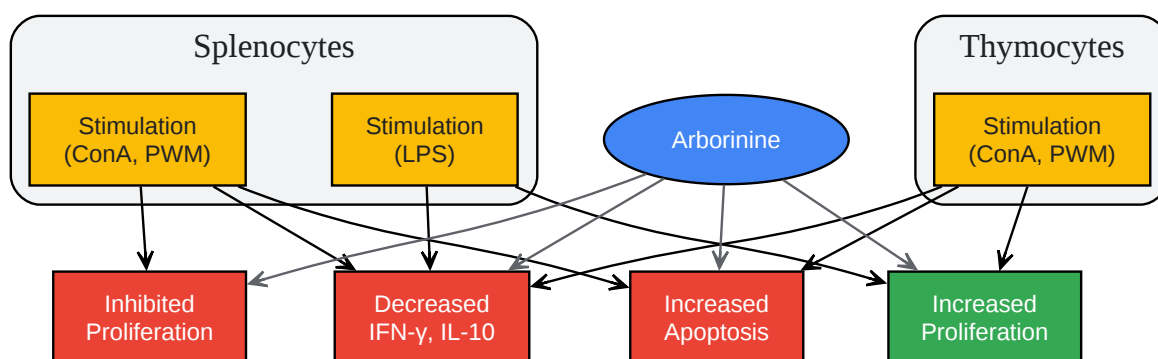 Splenocytes
Thymocytes
Stimulation
(ConA, PWM)
Stimulation
(LPS)
Arborinine
Stimulation
(ConA, PWM)
Inhibited
Proliferation
Decreased
IFN-γ, IL-10
Increased
Apoptosis
Increased
Proliferation